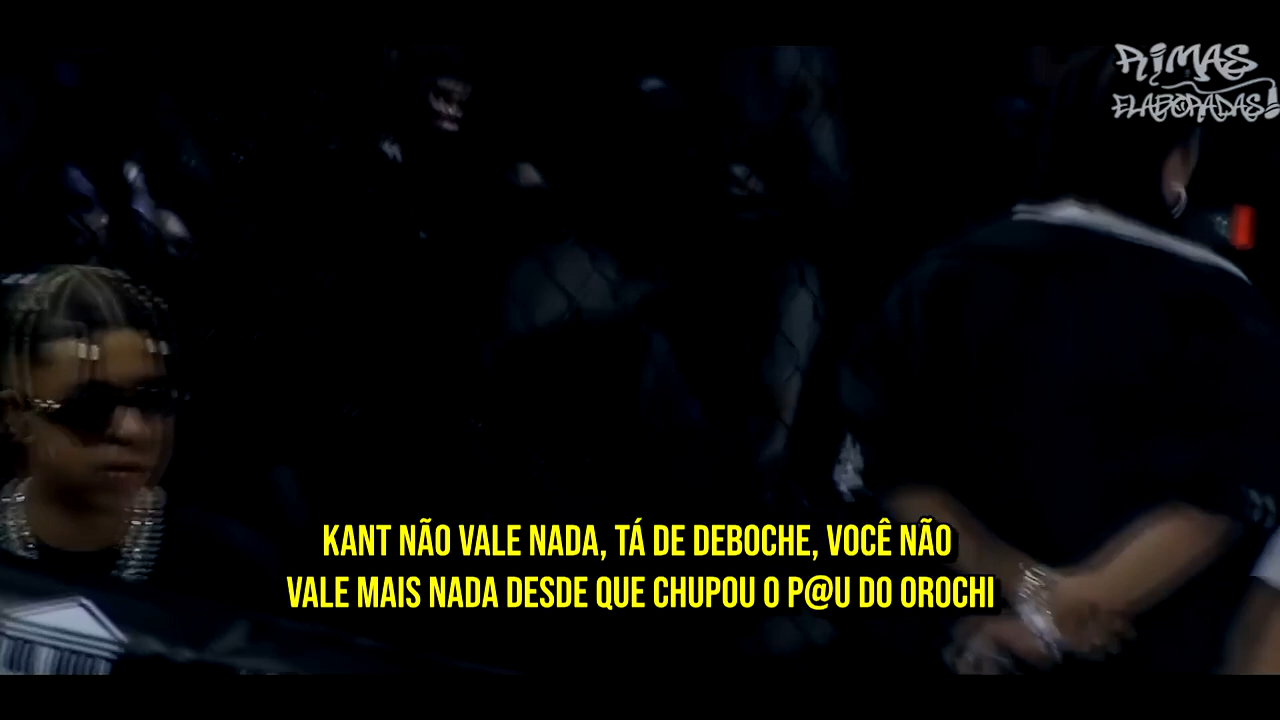 RIMAS
ELABORADAS!
KANT NÃO VALE NADA, TÁ DE DEBOCHE, VOCÊ NÃO
VALE MAIS NADA DESDE QUE CHUPOU O P@U DO OROCHI